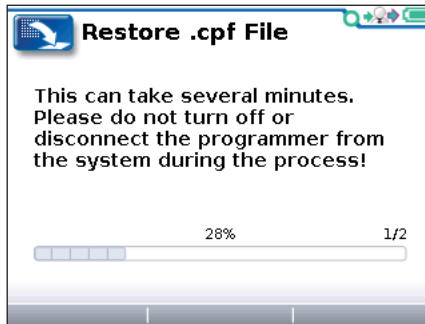 Restore .cpf File
This can take several minutes.
Please do not turn off or
disconnect the programmer from
the system during the process!
28%
1/2